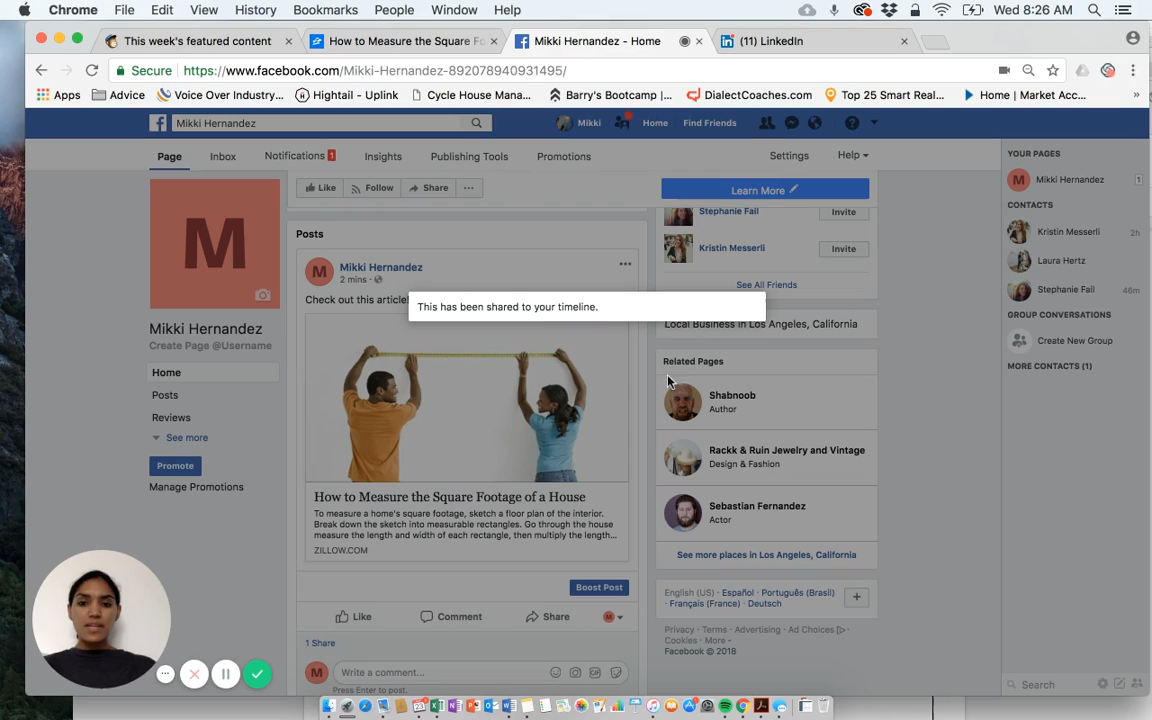 Chrome File Edit View History Bookmarks People Window Help Wed 8:26 AM
This week's featured content How to Measure the Square Fo Mikki Hernandez - Home (11) LinkedIn
Secure https://www.facebook.com/Mikki-Hernandez-892078940931495/
Apps Advice Voice Over Industry... Hightail - Uplink Cycle House Mana... Barry's Bootcamp |... DialectCoaches.com Top 25 Smart Real... Home | Market Acc... »
Mikki Hernandez Mikki Home Find Friends
Page Inbox Notifications 1 Insights Publishing Tools Promotions Settings Help
YOUR PAGES
Mikki Hernandez 1
CONTACTS
Kristin Messerli 2h
Laura Hertz
Stephanie Fail 46m
GROUP CONVERSATIONS
Create New Group
MORE CONTACTS (1)
Search
M
Mikki Hernandez
Create Page @Username
Home
Posts
Reviews
See more
Promote
Manage Promotions
Like Follow Share ...
Learn More
Posts
M Mikki Hernandez
2 mins ·
Check out this article!
This has been shared to your timeline.
How to Measure the Square Footage of a House
To measure a home's square footage, sketch a floor plan of the interior.
Break down the sketch into measurable rectangles. Go through the house
measure the length and width of each rectangle, then multiply the length...
ZILLOW.COM
Boost Post
Like Comment Share M
1 Share
M Write a comment...
Press Enter to post.
Stephanie Fail Invite
Kristin Messerli Invite
See All Friends
Local Business in Los Angeles, California
Related Pages
Shabnoob
Author
Rackk & Ruin Jewelry and Vintage
Design & Fashion
Sebastian Fernandez
Actor
See more places in Los Angeles, California
English (US) · Español · Português (Brasil)
· Français (France) · Deutsch
Privacy · Terms · Advertising · Ad Choices ·
Cookies · More
Facebook © 2018